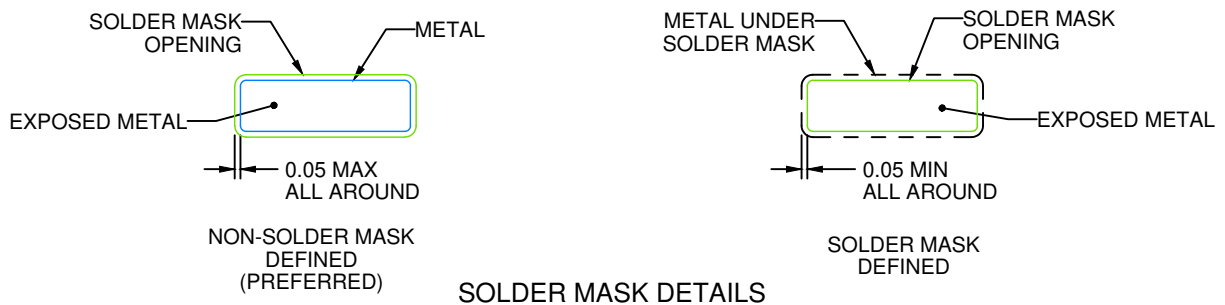 SOLDER MASK
OPENING
METAL
EXPOSED METAL
0.05 MAX
ALL AROUND
NON-SOLDER MASK
DEFINED
(PREFERRED)
METAL UNDER
SOLDER MASK
SOLDER MASK
OPENING
EXPOSED METAL
0.05 MIN
ALL AROUND
SOLDER MASK
DEFINED
SOLDER MASK DETAILS